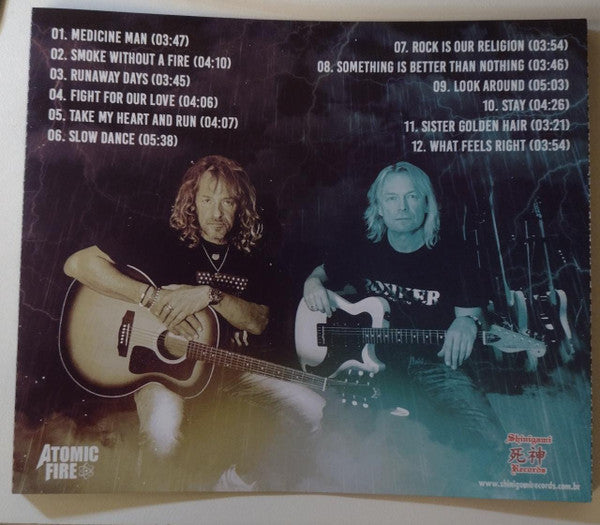 01. MEDICINE MAN (03:47)
02. SMOKE WITHOUT A FIRE (04:10)
03. RUNAWAY DAYS (03:45)
04. FIGHT FOR OUR LOVE (04:06)
05. TAKE MY HEART AND RUN (04:07)
06. SLOW DANCE (05:38)
07. ROCK IS OUR RELIGION (03:54)
08. SOMETHING IS BETTER THAN NOTHING (03:46)
09. LOOK AROUND (05:03)
10. STAY (04:26)
11. SISTER GOLDEN HAIR (03:21)
12. WHAT FEELS RIGHT (03:54)
ATOMIC
FIRE
Shinigami
死神
Records
www.shinigamirecords.com.br